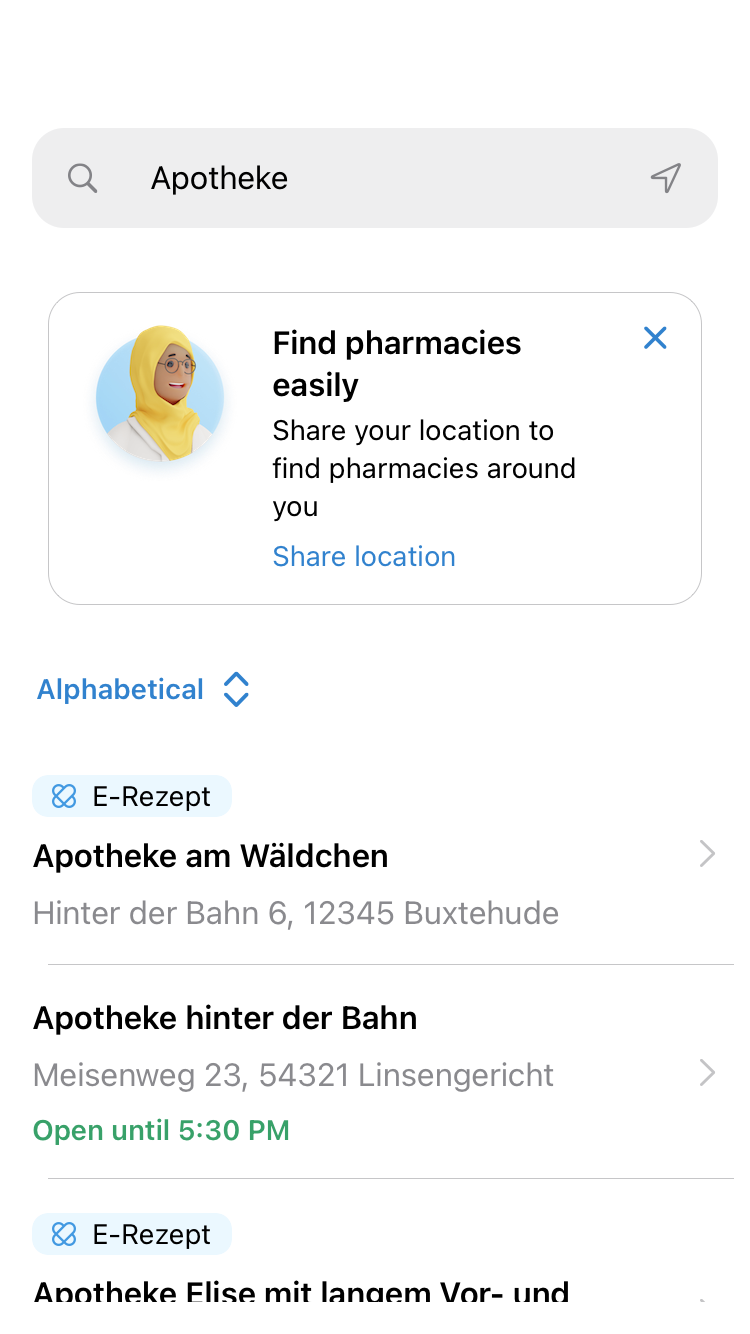 Apotheke
Find pharmacies
easily
Share your location to
find pharmacies around
you
Share location
Alphabetical
E-Rezept
Apotheke am Wäldchen
Hinter der Bahn 6, 12345 Buxtehude
Apotheke hinter der Bahn
Meisenweg 23, 54321 Linsengericht
Open until 5:30 PM
E-Rezept
Apotheke Elise mit langem Vor- und